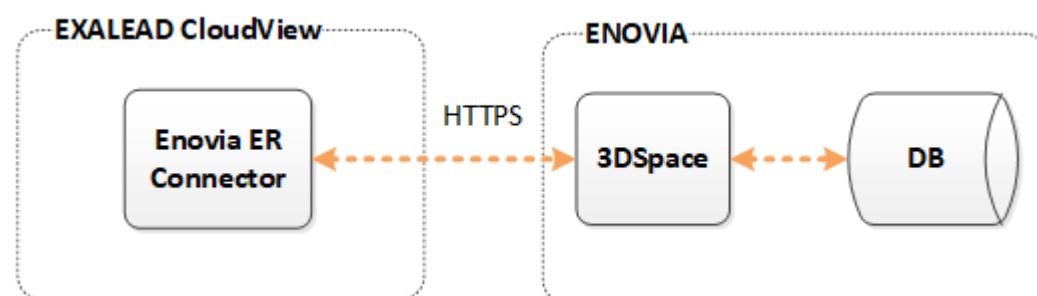 EXALEAD CloudView
ENOVIA
HTTPS
Enovia ER
Connector
3DSpace
DB